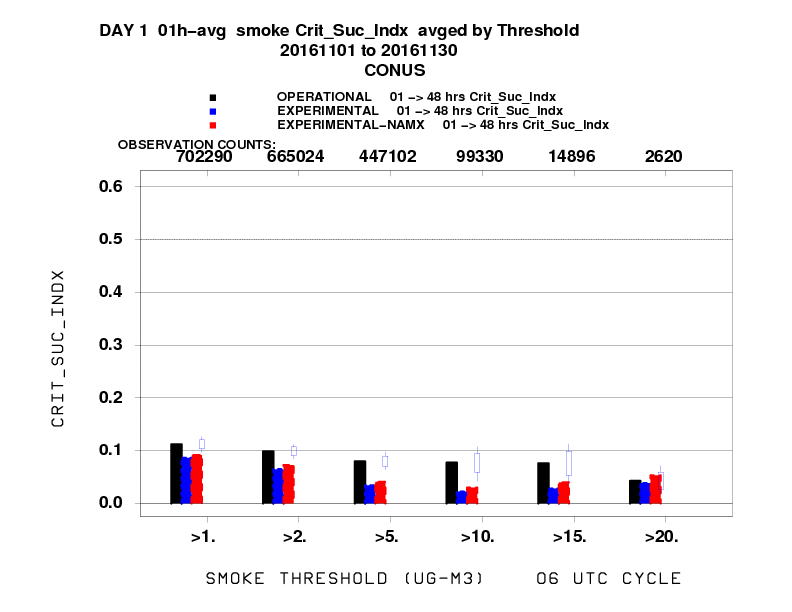 DAY 1 01h-avg smoke Crit_Suc_Indx avged by Threshold
20161101 to 20161130
CONUS
OPERATIONAL 01 -> 48 hrs Crit_Suc_Indx
EXPERIMENTAL 01 -> 48 hrs Crit_Suc_Indx
EXPERIMENTAL-NAMX 01 -> 48 hrs Crit_Suc_Indx
OBSERVATION COUNTS:
702290 665024 447102 99330 14896 2620
0.6
0.5
0.4
0.3
0.2
0.1
0.0
CRIT_SUC_INDX
>1. >2. >5. >10. >15. >20.
SMOKE THRESHOLD (UG-M3) 06 UTC CYCLE